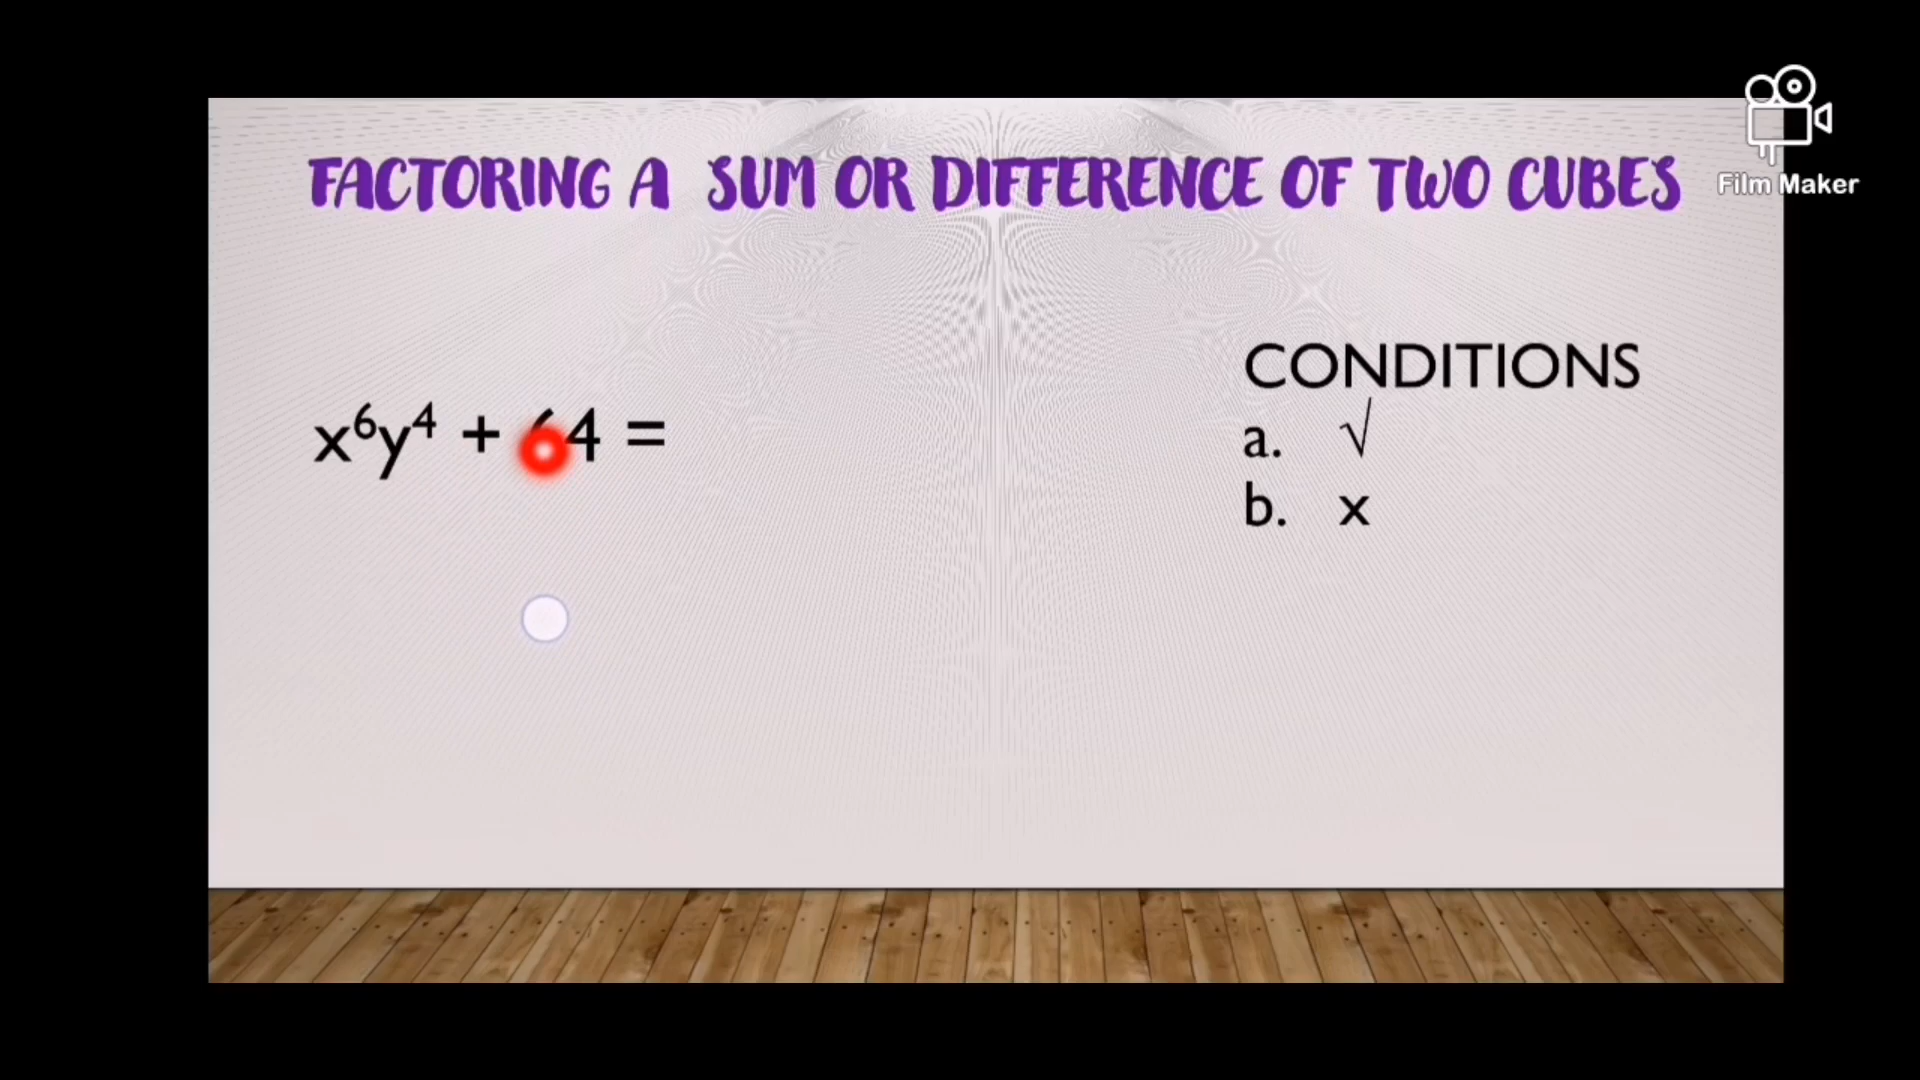 FACTORING A SUM OR DIFFERENCE OF TWO CUBES
Film Maker
CONDITIONS
x⁶y⁴ + 64 =
a. √
b. x